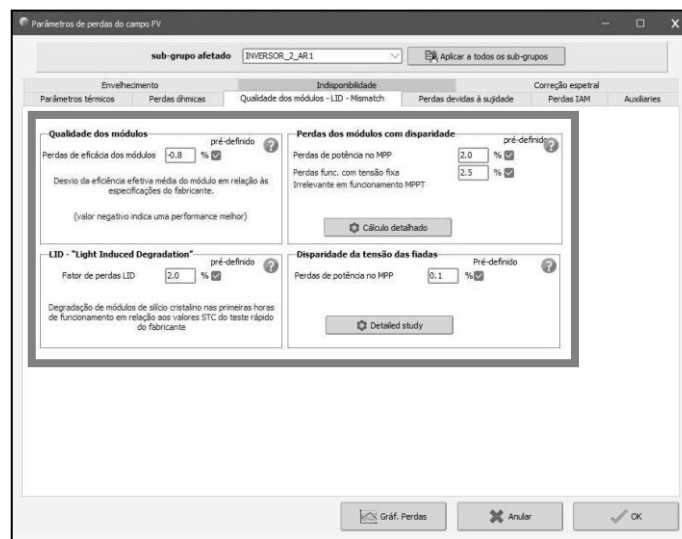 Parâmetros de perdas do campo FV
sub-grupo afetado INVERSOR_2_AR1 Aplicar a todos os sub-grupos
Envelhecimento Indisponibilidade Correção espetral
Parâmetros térmicos Perdas óhmicas Qualidade dos módulos - LID - Mismatch Perdas devidas à sujidade Perdas IAM Auxiliaries
Qualidade dos módulos
pré-definido
Perdas de eficácia dos módulos -0.8 %
Desvio da eficiência efetiva média do módulo em relação às
especificações do fabricante.
(valor negativo indica uma performance melhor)
Perdas dos módulos com disparidade
pré-definido
Perdas de potência no MPP 2.0 %
Perdas func. com tensão fixa 2.5 %
Irrelevante em funcionamento MPPT
Cálculo detalhado
LID - "Light Induced Degradation"
pré-definido
Fator de perdas LID 2.0 %
Degradação de módulos de silício cristalino nas primeiras horas
de funcionamento em relação aos valores STC do teste rápido
do fabricante
Disparidade da tensão das fiadas
Pré-definido
Perdas de potência no MPP 0.1 %
Detailed study
Gráf. Perdas Anular OK